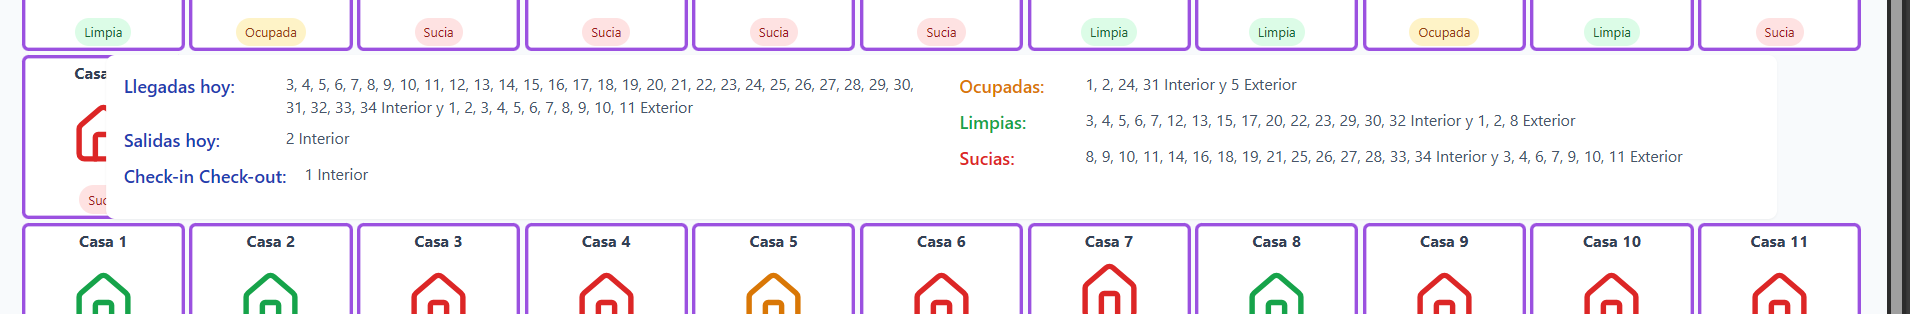 Limpia
Ocupada
Sucia
Sucia
Sucia
Sucia
Limpia
Limpia
Ocupada
Limpia
Sucia
Llegadas hoy: 3, 4, 5, 6, 7, 8, 9, 10, 11, 12, 13, 14, 15, 16, 17, 18, 19, 20, 21, 22, 23, 24, 25, 26, 27, 28, 29, 30,
31, 32, 33, 34 Interior y 1, 2, 3, 4, 5, 6, 7, 8, 9, 10, 11 Exterior
Salidas hoy: 2 Interior
Check-in Check-out: 1 Interior
Ocupadas: 1, 2, 24, 31 Interior y 5 Exterior
Limpias: 3, 4, 5, 6, 7, 12, 13, 15, 17, 20, 22, 23, 29, 30, 32 Interior y 1, 2, 8 Exterior
Sucias: 8, 9, 10, 11, 14, 16, 18, 19, 21, 25, 26, 27, 28, 33, 34 Interior y 3, 4, 6, 7, 9, 10, 11 Exterior
Casa 1
Casa 2
Casa 3
Casa 4
Casa 5
Casa 6
Casa 7
Casa 8
Casa 9
Casa 10
Casa 11